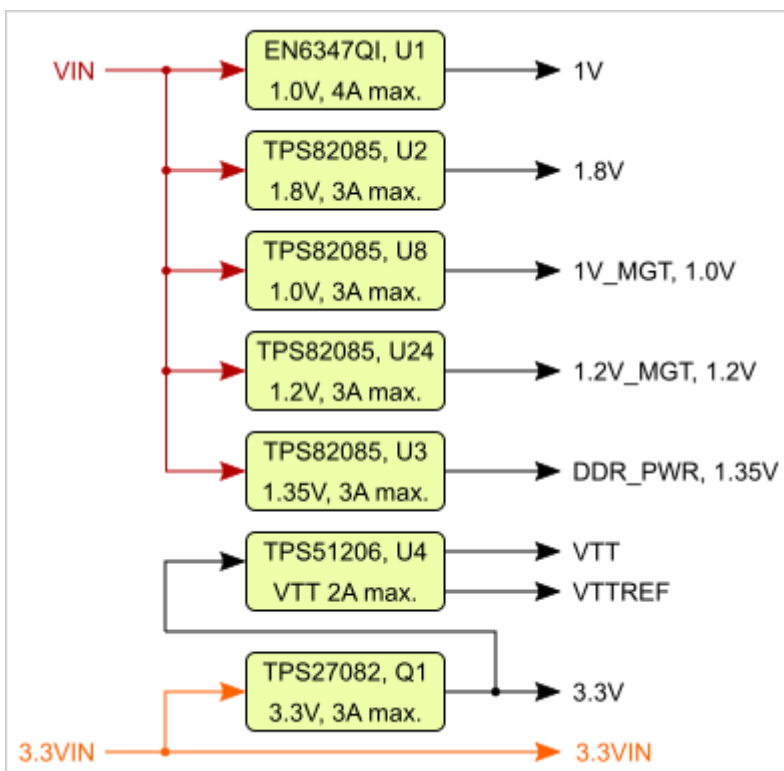 VIN
EN6347QI, U1
1.0V, 4A max.
1V
TPS82085, U2
1.8V, 3A max.
1.8V
TPS82085, U8
1.0V, 3A max.
1V_MGT, 1.0V
TPS82085, U24
1.2V, 3A max.
1.2V_MGT, 1.2V
TPS82085, U3
1.35V, 3A max.
DDR_PWR, 1.35V
TPS51206, U4
VTT 2A max.
VTT
VTTREF
TPS27082, Q1
3.3V, 3A max.
3.3V
3.3VIN
3.3VIN